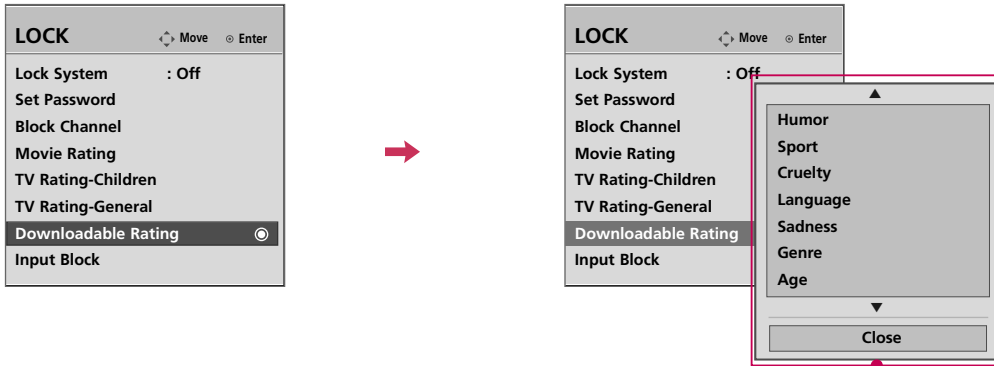 LOCK Move Enter
Lock System : Off
Set Password
Block Channel
Movie Rating
TV Rating-Children
TV Rating-General
Downloadable Rating
Input Block
LOCK Move Enter
Lock System : Off
Set Password
Block Channel
Movie Rating
TV Rating-Children
TV Rating-General
Downloadable Rating
Input Block
Humor
Sport
Cruelty
Language
Sadness
Genre
Age
Close